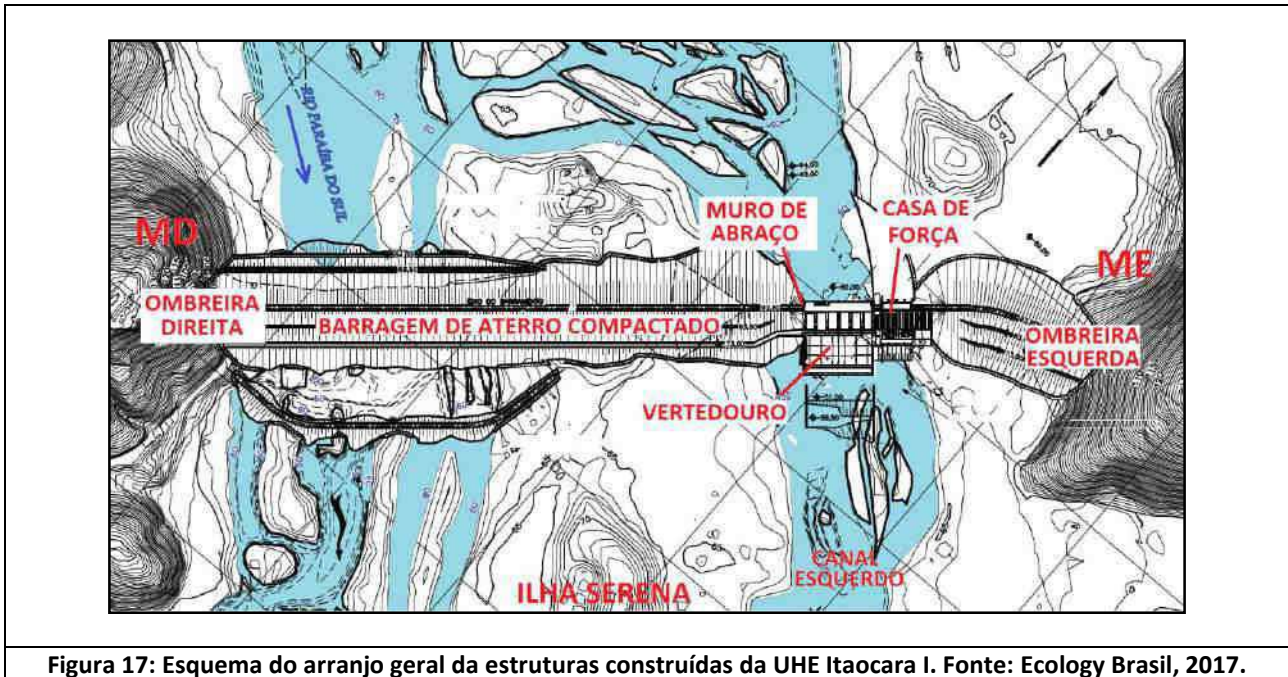 RIO PARAÍBA DO SUL
MURO DE
ABRAÇO
CASA DE
FORÇA
MD
ME
OMBREIRA
DIREITA
BARRAGEM DE ATERRO COMPACTADO
OMBREIRA
ESQUERDA
VERTEDOURO
CANAL
ESQUERDO
ILHA SERENA
Figura 17: Esquema do arranjo geral da estruturas construídas da UHE Itaocara I. Fonte: Ecology Brasil, 2017.